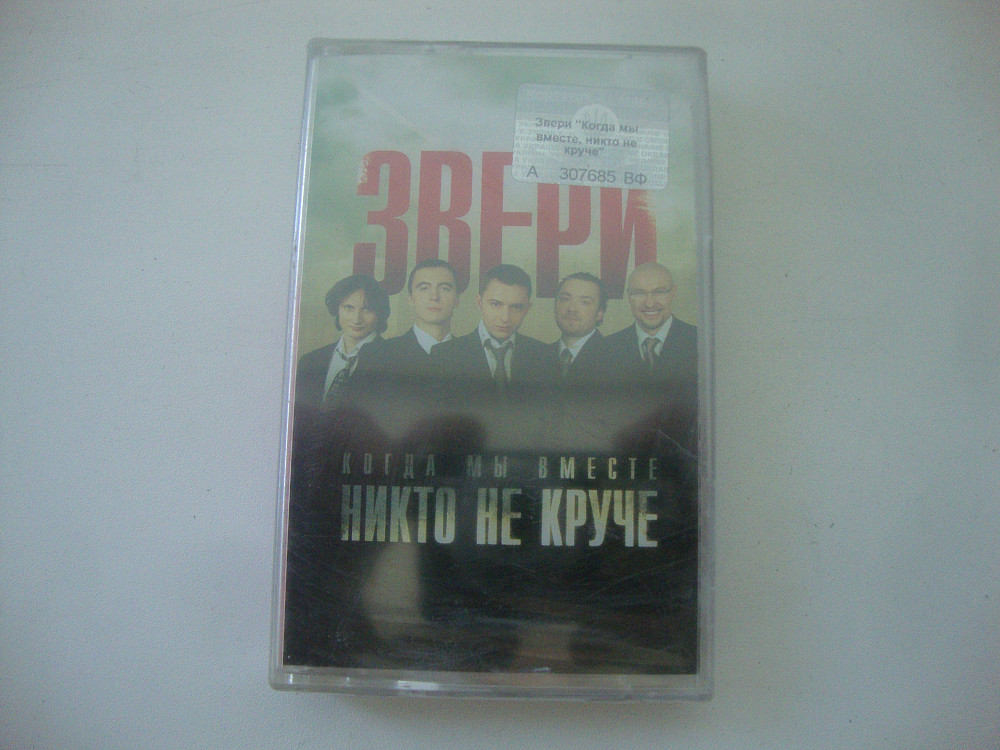 Звери "Когда мы
вместе, никто не
круче"
А 307685 ВФ
ЗВЕРИ
КОГДА МЫ ВМЕСТЕ
НИКТО НЕ КРУЧЕ